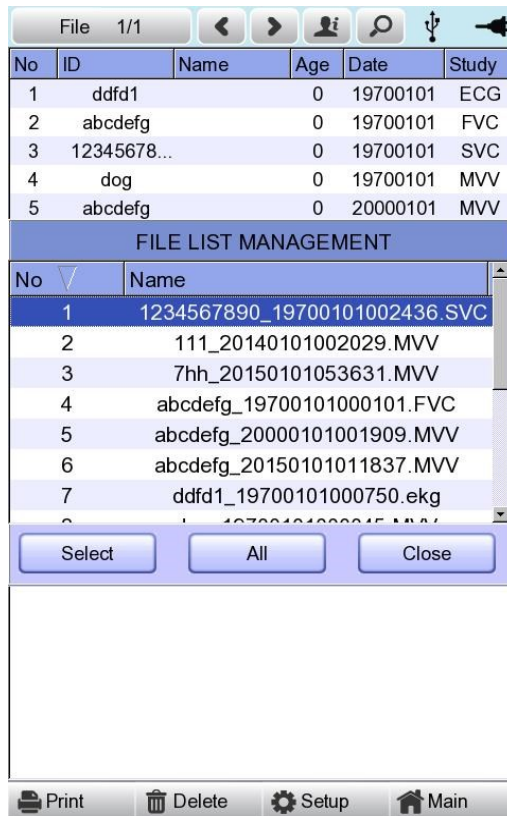 File 1/1
No ID Name Age Date Study
1 ddfd1 0 19700101 ECG
2 abcdefg 0 19700101 FVC
3 12345678... 0 19700101 SVC
4 dog 0 19700101 MVV
5 abcdefg 0 20000101 MVV
FILE LIST MANAGEMENT
No Name
1 1234567890_19700101002436.SVC
2 111_20140101002029.MVV
3 7hh_20150101053631.MVV
4 abcdefg_19700101000101.FVC
5 abcdefg_20000101001909.MVV
6 abcdefg_20150101011837.MVV
7 ddfd1_19700101000750.ekg
Select All Close
Print Delete Setup Main